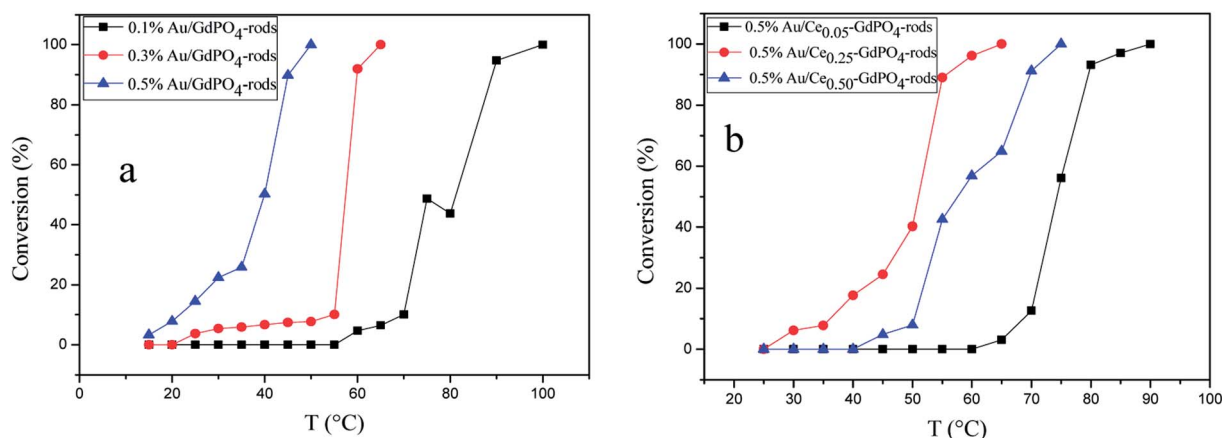 0.1% Au/GdPO4-rods
0.3% Au/GdPO4-rods
0.5% Au/GdPO4-rods
a
Conversion (%)
100
80
60
40
20
0
0 20 40 60 80 100
T (°C)
0.5% Au/Ce0.05-GdPO4-rods
0.5% Au/Ce0.25-GdPO4-rods
0.5% Au/Ce0.50-GdPO4-rods
b
Conversion (%)
100
80
60
40
20
0
20 30 40 50 60 70 80 90 100
T (°C)